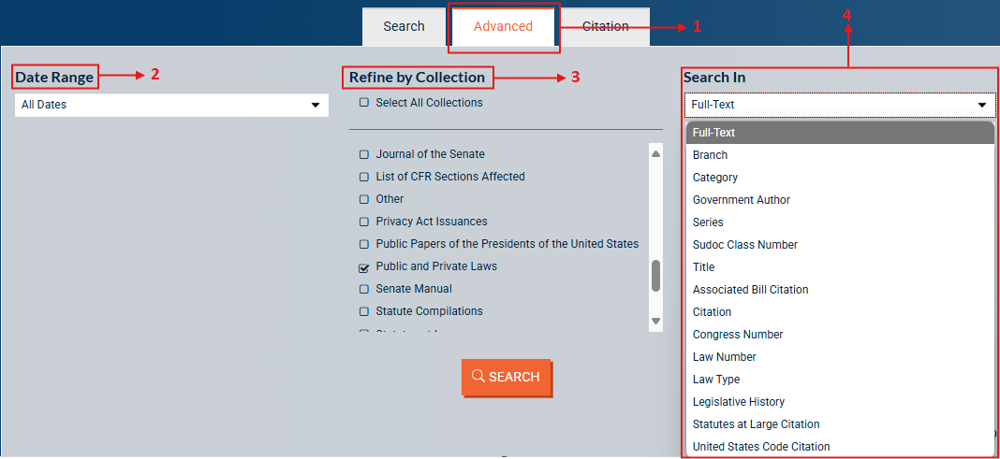 Search
Advanced
Citation
1
4
Date Range
2
Refine by Collection
3
Search In
All Dates
Select All Collections
Full-Text
Journal of the Senate
List of CFR Sections Affected
Other
Privacy Act Issuances
Public Papers of the Presidents of the United States
Public and Private Laws
Senate Manual
Statute Compilations
SEARCH
Full-Text
Branch
Category
Government Author
Series
Sudoc Class Number
Title
Associated Bill Citation
Citation
Congress Number
Law Number
Law Type
Legislative History
Statutes at Large Citation
United States Code Citation